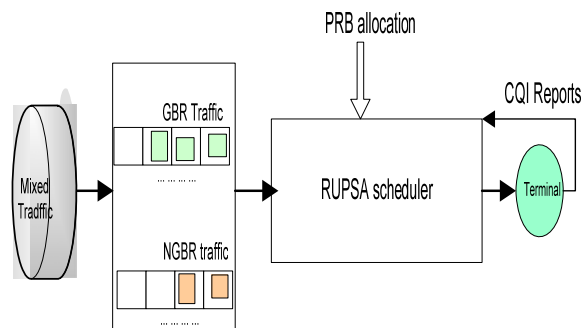 PRB allocation
CQI Reports
GBR Traffic
... ... ... ...
Mixed
Tradffic
RUPSA scheduler
Terminal
NGBR traffic
... ... ... ...